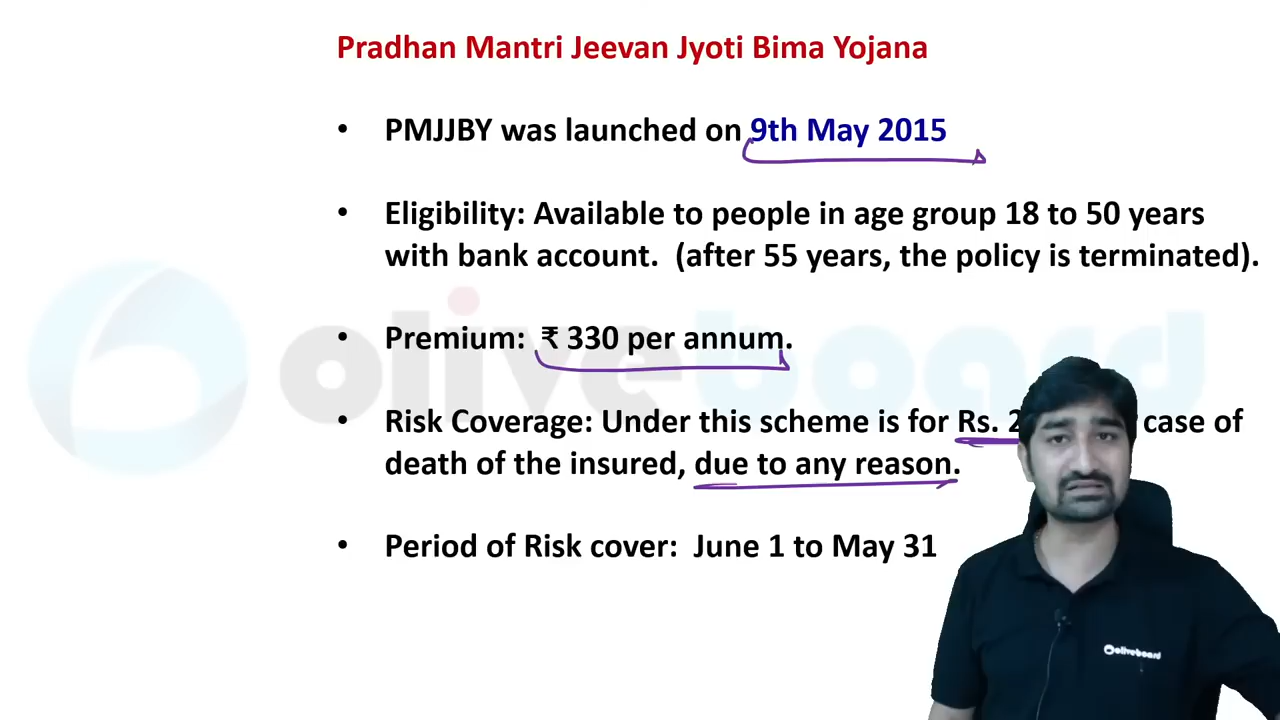 Pradhan Mantri Jeevan Jyoti Bima Yojana
• PMJJBY was launched on 9th May 2015
• Eligibility: Available to people in age group 18 to 50 years
with bank account. (after 55 years, the policy is terminated).
• Premium: ₹ 330 per annum.
• Risk Coverage: Under this scheme is for Rs. case of
death of the insured, due to any reason.
• Period of Risk cover: June 1 to May 31
oliveboard
oliveboard